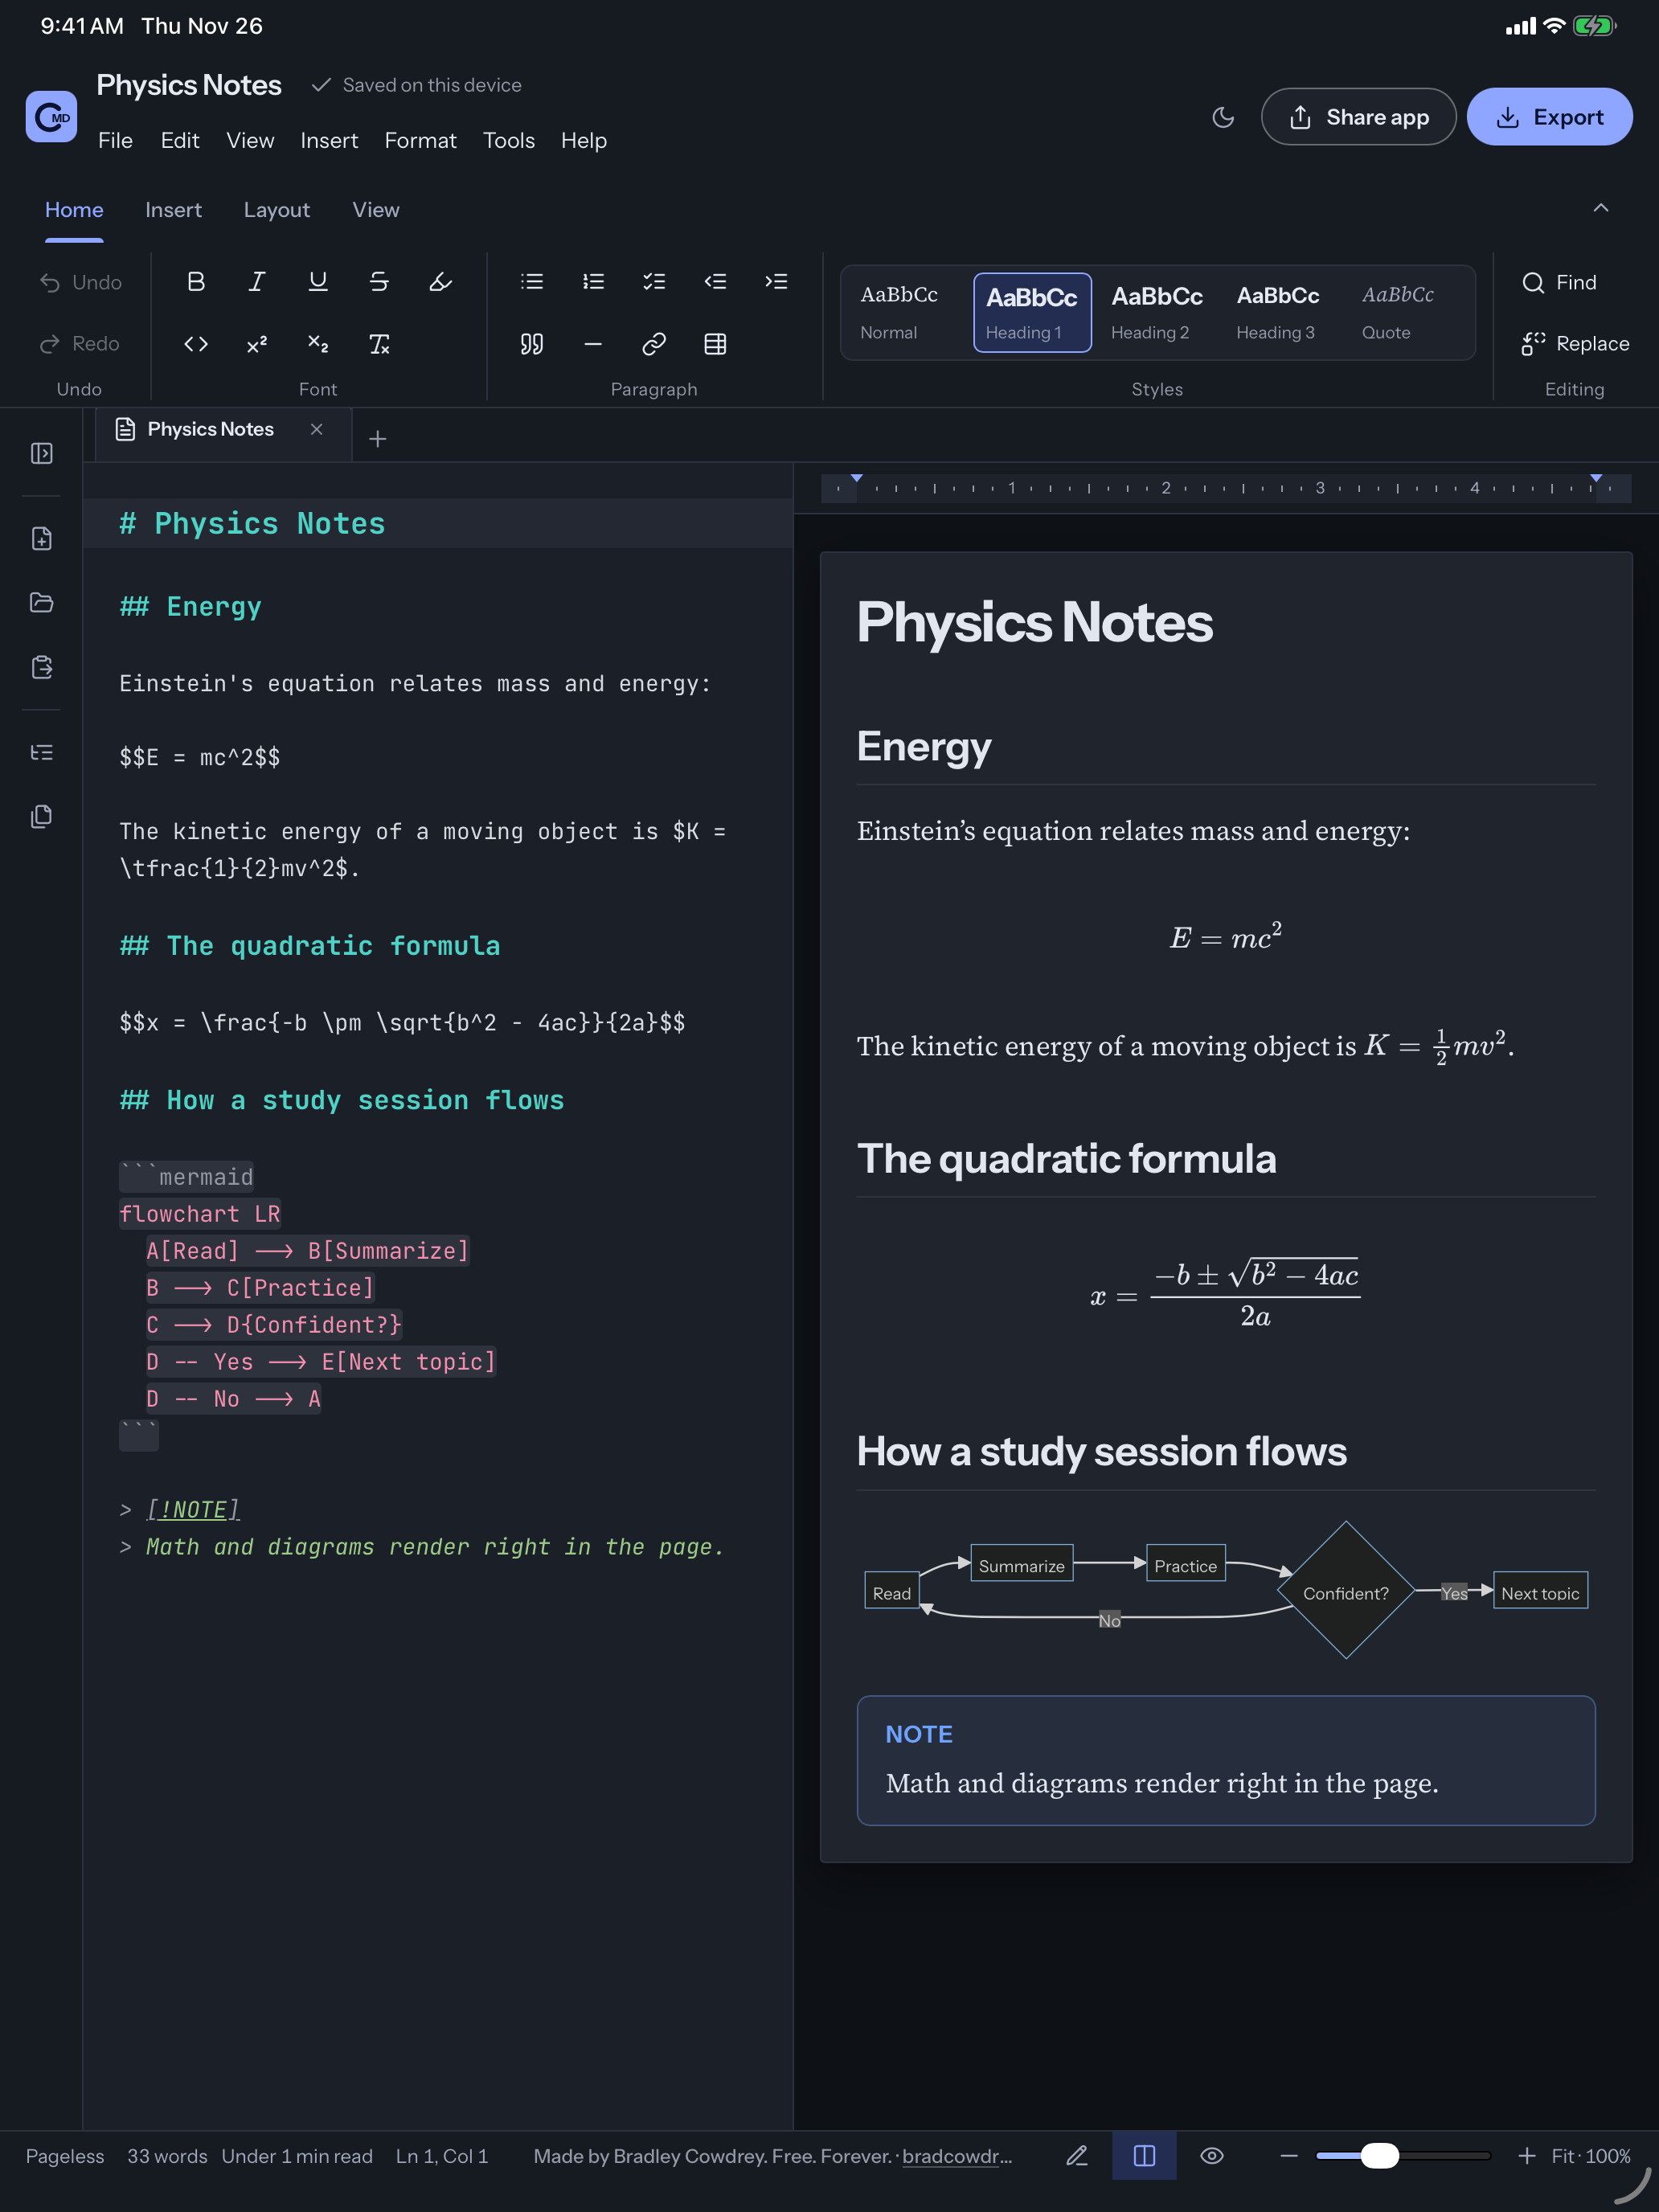 9:41 AM Thu Nov 26
Physics Notes
Saved on this device
CMD
File Edit View Insert Format Tools Help
Share app
Export
Home Insert Layout View
Undo
Redo
Undo
Font
Paragraph
AaBbCc AaBbCc AaBbCc AaBbCc AaBbCc
Normal Heading 1 Heading 2 Heading 3 Quote
Styles
Find
Replace
Editing
Physics Notes
# Physics Notes
## Energy
Einstein's equation relates mass and energy:
$$E = mc^2$$
The kinetic energy of a moving object is $K =
\tfrac{1}{2}mv^2$.
## The quadratic formula
$$x = \frac{-b \pm \sqrt{b^2 - 4ac}}{2a}$$
## How a study session flows
```mermaid
flowchart LR
A[Read] --> B[Summarize]
B --> C[Practice]
C --> D{Confident?}
D -- Yes --> E[Next topic]
D -- No --> A
```
> [!NOTE]
> Math and diagrams render right in the page.
1 2 3 4
Physics Notes
Energy
Einstein’s equation relates mass and energy:
E = mc²
The kinetic energy of a moving object is K = ½mv².
The quadratic formula
x = (−b ± √(b² − 4ac)) / 2a
How a study session flows
Read Summarize Practice Confident? Yes Next topic
No
NOTE
Math and diagrams render right in the page.
Pageless 33 words Under 1 min read Ln 1, Col 1 Made by Bradley Cowdrey. Free. Forever. · bradcowdr... Fit · 100%